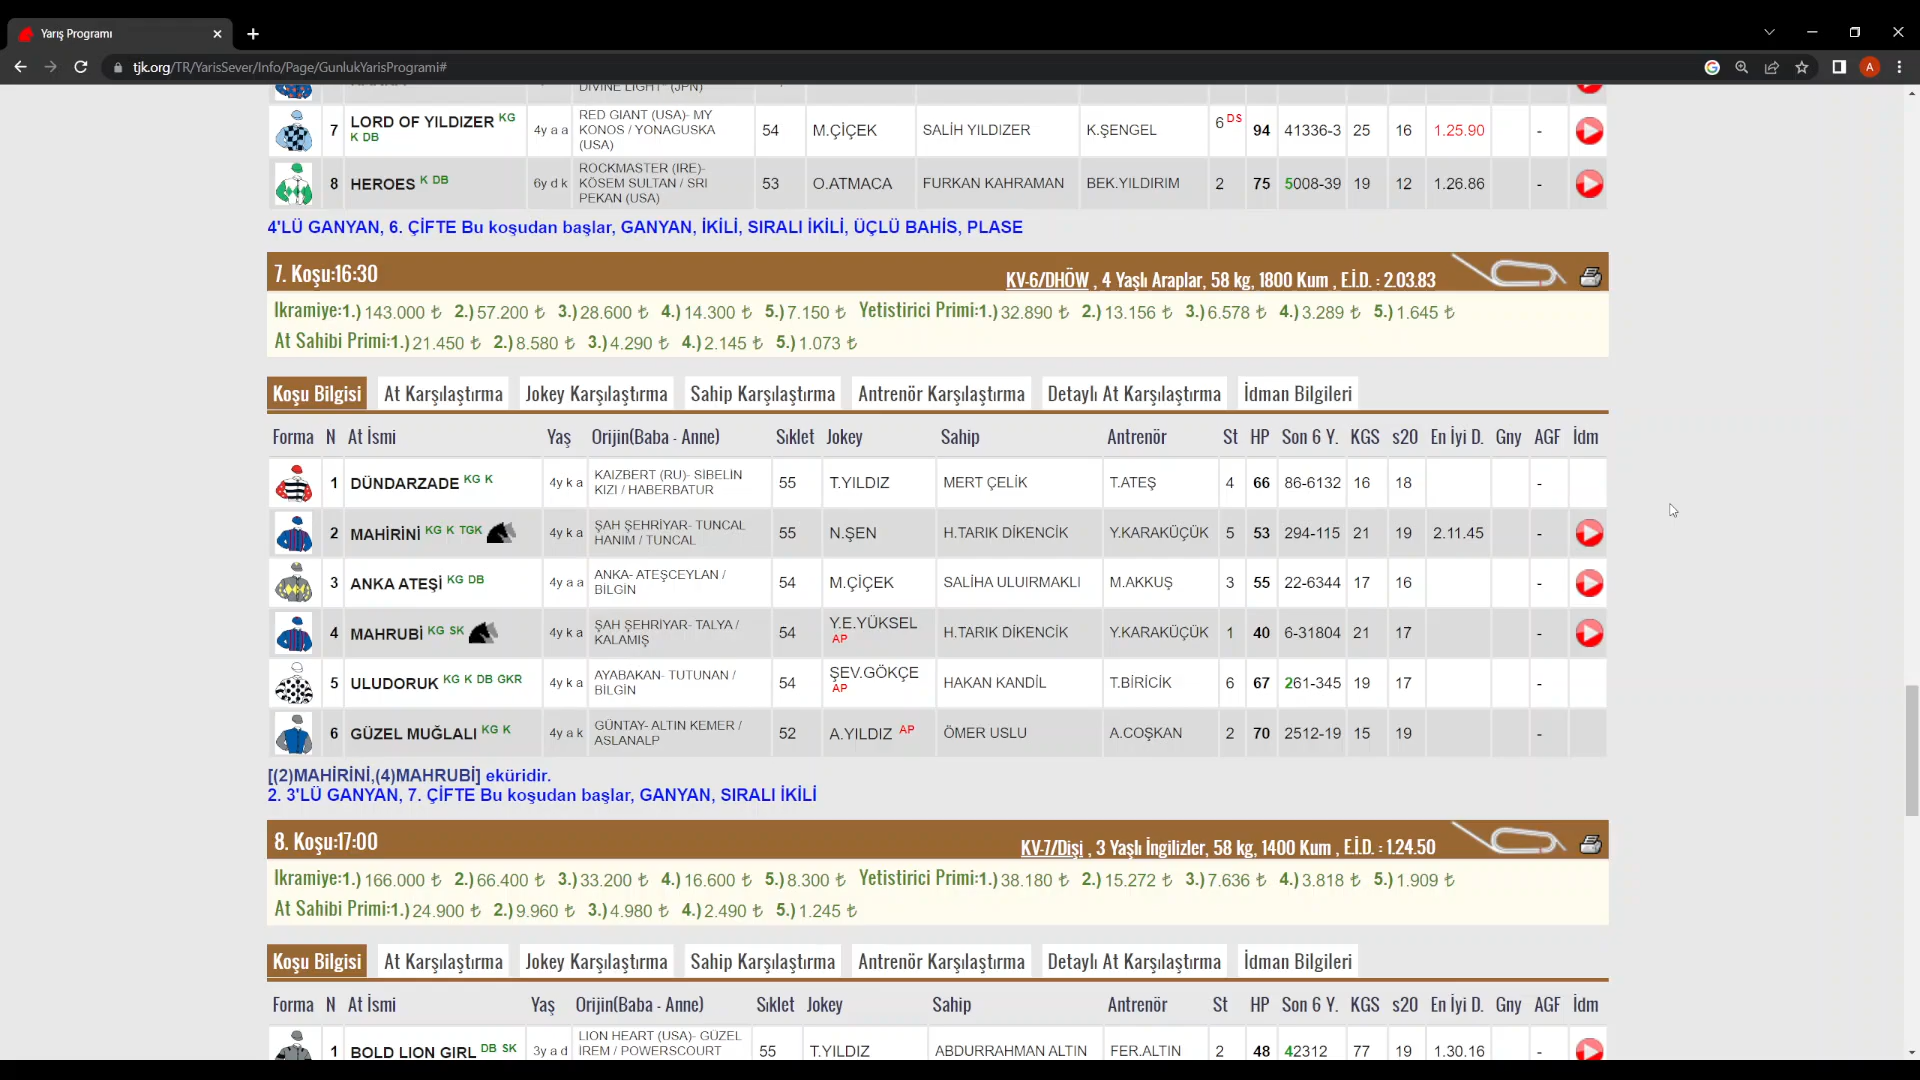 Yarış Programı
tjk.org/TR/YarisSever/Info/Page/GunlukYarisProgrami#
A
DIVINE LIGHT* (JPN)
7 LORD OF YILDIZER KG K DB 4y a a RED GIANT (USA)- MY KONOS / YONAGUSKA (USA) 54 M.ÇİÇEK SALİH YILDIZER K.ŞENGEL 6 DS 94 41336-3 25 16 1.25.90 -
8 HEROES K DB 6y d k ROCKMASTER (IRE)- KÖSEM SULTAN / SRI PEKAN (USA) 53 O.ATMACA FURKAN KAHRAMAN BEK.YILDIRIM 2 75 5008-39 19 12 1.26.86 -
4'LÜ GANYAN, 6. ÇİFTE Bu koşudan başlar, GANYAN, İKİLİ, SIRALI İKİLİ, ÜÇLÜ BAHİS, PLASE
7. Koşu:16:30 KV-6/DHÖW , 4 Yaşlı Araplar, 58 kg, 1800 Kum , E.İ.D. : 2.03.83
Ikramiye:1.) 143.000 ₺ 2.) 57.200 ₺ 3.) 28.600 ₺ 4.) 14.300 ₺ 5.) 7.150 ₺ Yetistirici Primi:1.) 32.890 ₺ 2.) 13.156 ₺ 3.) 6.578 ₺ 4.) 3.289 ₺ 5.) 1.645 ₺
At Sahibi Primi:1.) 21.450 ₺ 2.) 8.580 ₺ 3.) 4.290 ₺ 4.) 2.145 ₺ 5.) 1.073 ₺
Koşu Bilgisi At Karşılaştırma Jokey Karşılaştırma Sahip Karşılaştırma Antrenör Karşılaştırma Detaylı At Karşılaştırma İdman Bilgileri
Forma N At İsmi Yaş Orijin(Baba - Anne) Sıklet Jokey Sahip Antrenör St HP Son 6 Y. KGS s20 En İyi D. Gny AGF İdm
1 DÜNDARZADE KG K 4y k a KAIZBERT (RU)- SİBELİN KIZI / HABERBATUR 55 T.YILDIZ MERT ÇELİK T.ATEŞ 4 66 86-6132 16 18 -
2 MAHİRİNİ KG K TGK 4y k a ŞAH ŞEHRİYAR- TUNCAL HANIM / TUNCAL 55 N.ŞEN H.TARIK DİKENCİK Y.KARAKÜÇÜK 5 53 294-115 21 19 2.11.45 -
3 ANKA ATEŞİ KG DB 4y a a ANKA- ATEŞCEYLAN / BİLGİN 54 M.ÇİÇEK SALİHA ULUIRMAKLI M.AKKUŞ 3 55 22-6344 17 16 -
4 MAHRUBİ KG SK 4y k a ŞAH ŞEHRİYAR- TALYA / KALAMIŞ 54 Y.E.YÜKSEL AP H.TARIK DİKENCİK Y.KARAKÜÇÜK 1 40 6-31804 21 17 -
5 ULUDORUK KG K DB GKR 4y k a AYABAKAN- TUTUNAN / BİLGİN 54 ŞEV.GÖKÇE AP HAKAN KANDİL T.BİRİCİK 6 67 261-345 19 17 -
6 GÜZEL MUĞLALI KG K 4y a k GÜNTAY- ALTIN KEMER / ASLANALP 52 A.YILDIZ AP ÖMER USLU A.COŞKAN 2 70 2512-19 15 19 -
[(2)MAHİRİNİ,(4)MAHRUBİ] eküridir.
2. 3'LÜ GANYAN, 7. ÇİFTE Bu koşudan başlar, GANYAN, SIRALI İKİLİ
8. Koşu:17:00 KV-7/Dişi , 3 Yaşlı İngilizler, 58 kg, 1400 Kum , E.İ.D. : 1.24.50
Ikramiye:1.) 166.000 ₺ 2.) 66.400 ₺ 3.) 33.200 ₺ 4.) 16.600 ₺ 5.) 8.300 ₺ Yetistirici Primi:1.) 38.180 ₺ 2.) 15.272 ₺ 3.) 7.636 ₺ 4.) 3.818 ₺ 5.) 1.909 ₺
At Sahibi Primi:1.) 24.900 ₺ 2.) 9.960 ₺ 3.) 4.980 ₺ 4.) 2.490 ₺ 5.) 1.245 ₺
Koşu Bilgisi At Karşılaştırma Jokey Karşılaştırma Sahip Karşılaştırma Antrenör Karşılaştırma Detaylı At Karşılaştırma İdman Bilgileri
Forma N At İsmi Yaş Orijin(Baba - Anne) Sıklet Jokey Sahip Antrenör St HP Son 6 Y. KGS s20 En İyi D. Gny AGF İdm
1 BOLD LION GIRL DB SK 3y a d LION HEART (USA)- GÜZEL İREM / POWERSCOURT 55 T.YILDIZ ABDURRAHMAN ALTIN FER.ALTIN 2 48 42312 77 19 1.30.16 -